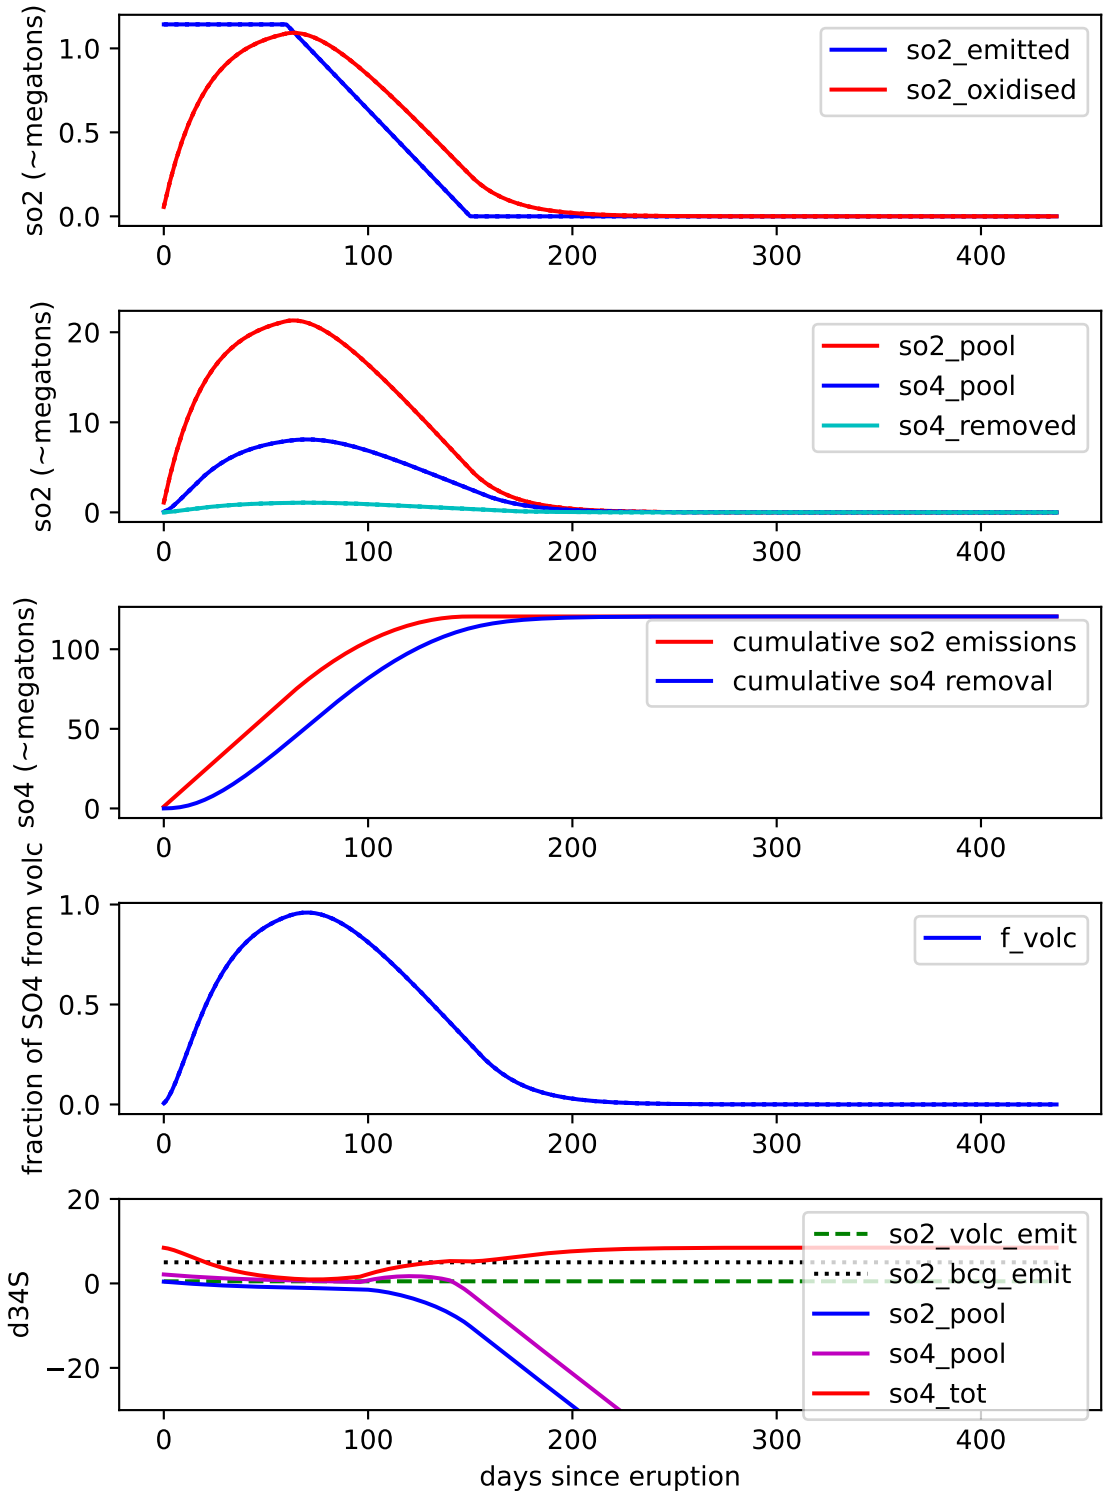 so2 (~megatons)
1.0
0.5
0.0
so2_emitted
so2_oxidised
0 100 200 300 400
so2 (~megatons)
20
10
0
so2_pool
so4_pool
so4_removed
0 100 200 300 400
so4 (~megatons)
100
50
0
cumulative so2 emissions
cumulative so4 removal
0 100 200 300 400
fraction of SO4 from volc
1.0
0.5
0.0
f_volc
0 100 200 300 400
d34S
20
0
−20
so2_volc_emit
so2_bcg_emit
so2_pool
so4_pool
so4_tot
0 100 200 300 400
days since eruption